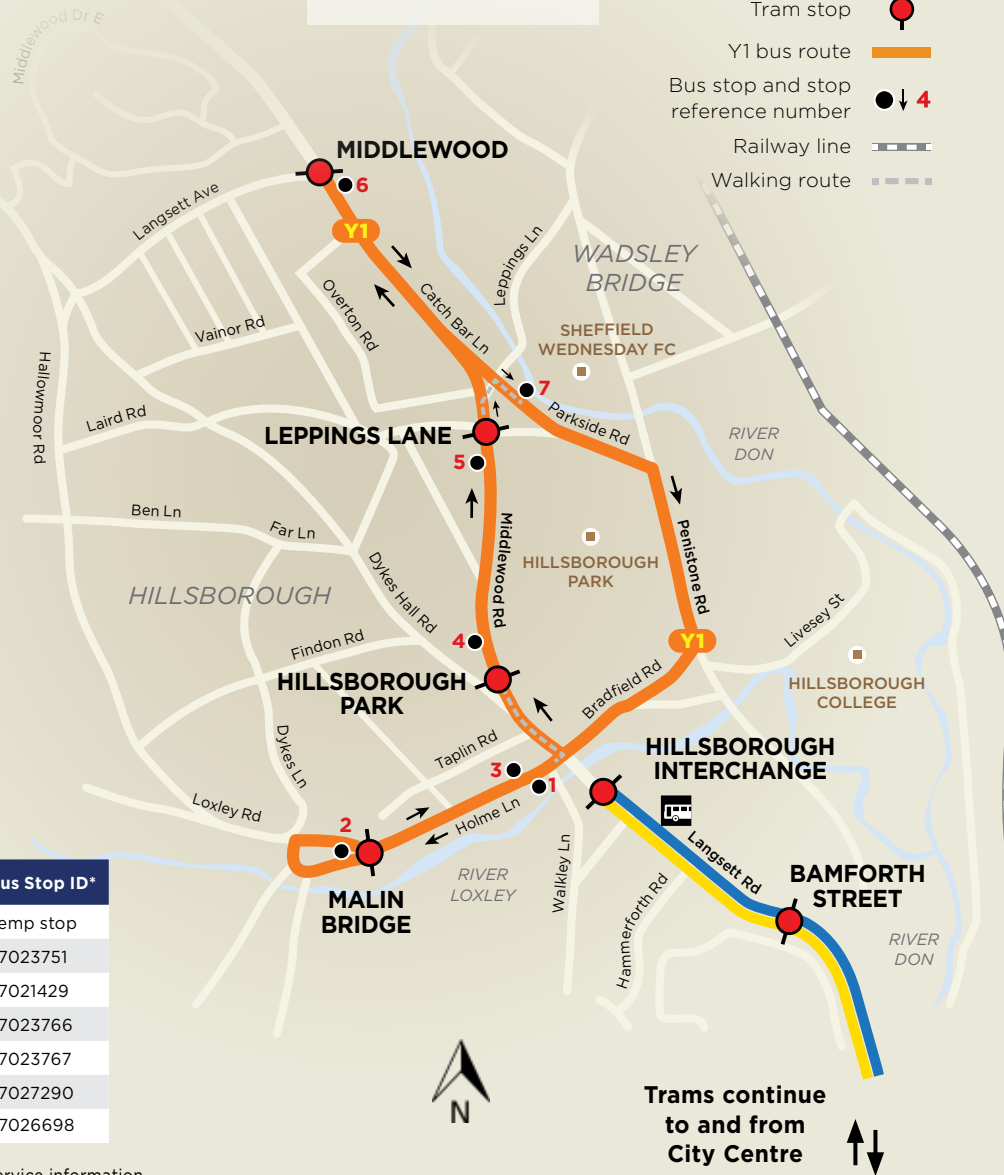 Tram stop
Y1 bus route
Bus stop and stop
reference number
4
Railway line
Walking route
Middlewood Dr E
MIDDLEWOOD
6
Y1
Langsett Ave
Leppings Ln
WADSLEY
BRIDGE
Overton Rd
Catch Bar Ln
Vainor Rd
SHEFFIELD
WEDNESDAY FC
Hallowmoor Rd
7
Laird Rd
Parkside Rd
LEPPINGS LANE
RIVER
DON
5
Ben Ln
Far Ln
Middlewood Rd
Penistone Rd
HILLSBOROUGH
PARK
Dykes Hall Rd
HILLSBOROUGH
Livesey St
4
Findon Rd
Y1
HILLSBOROUGH
PARK
Bradfield Rd
HILLSBOROUGH
COLLEGE
Dykes Ln
Taplin Rd
HILLSBOROUGH
INTERCHANGE
3
1
Loxley Rd
Holme Ln
2
Langsett Rd
Walkley Ln
RIVER
LOXLEY
BAMFORTH
STREET
MALIN
BRIDGE
Hammerforth Rd
RIVER
DON
us Stop ID*
emp stop
7023751
7021429
7023766
7023767
7027290
7026698
N
Trams continue
to and from
City Centre
ervice information